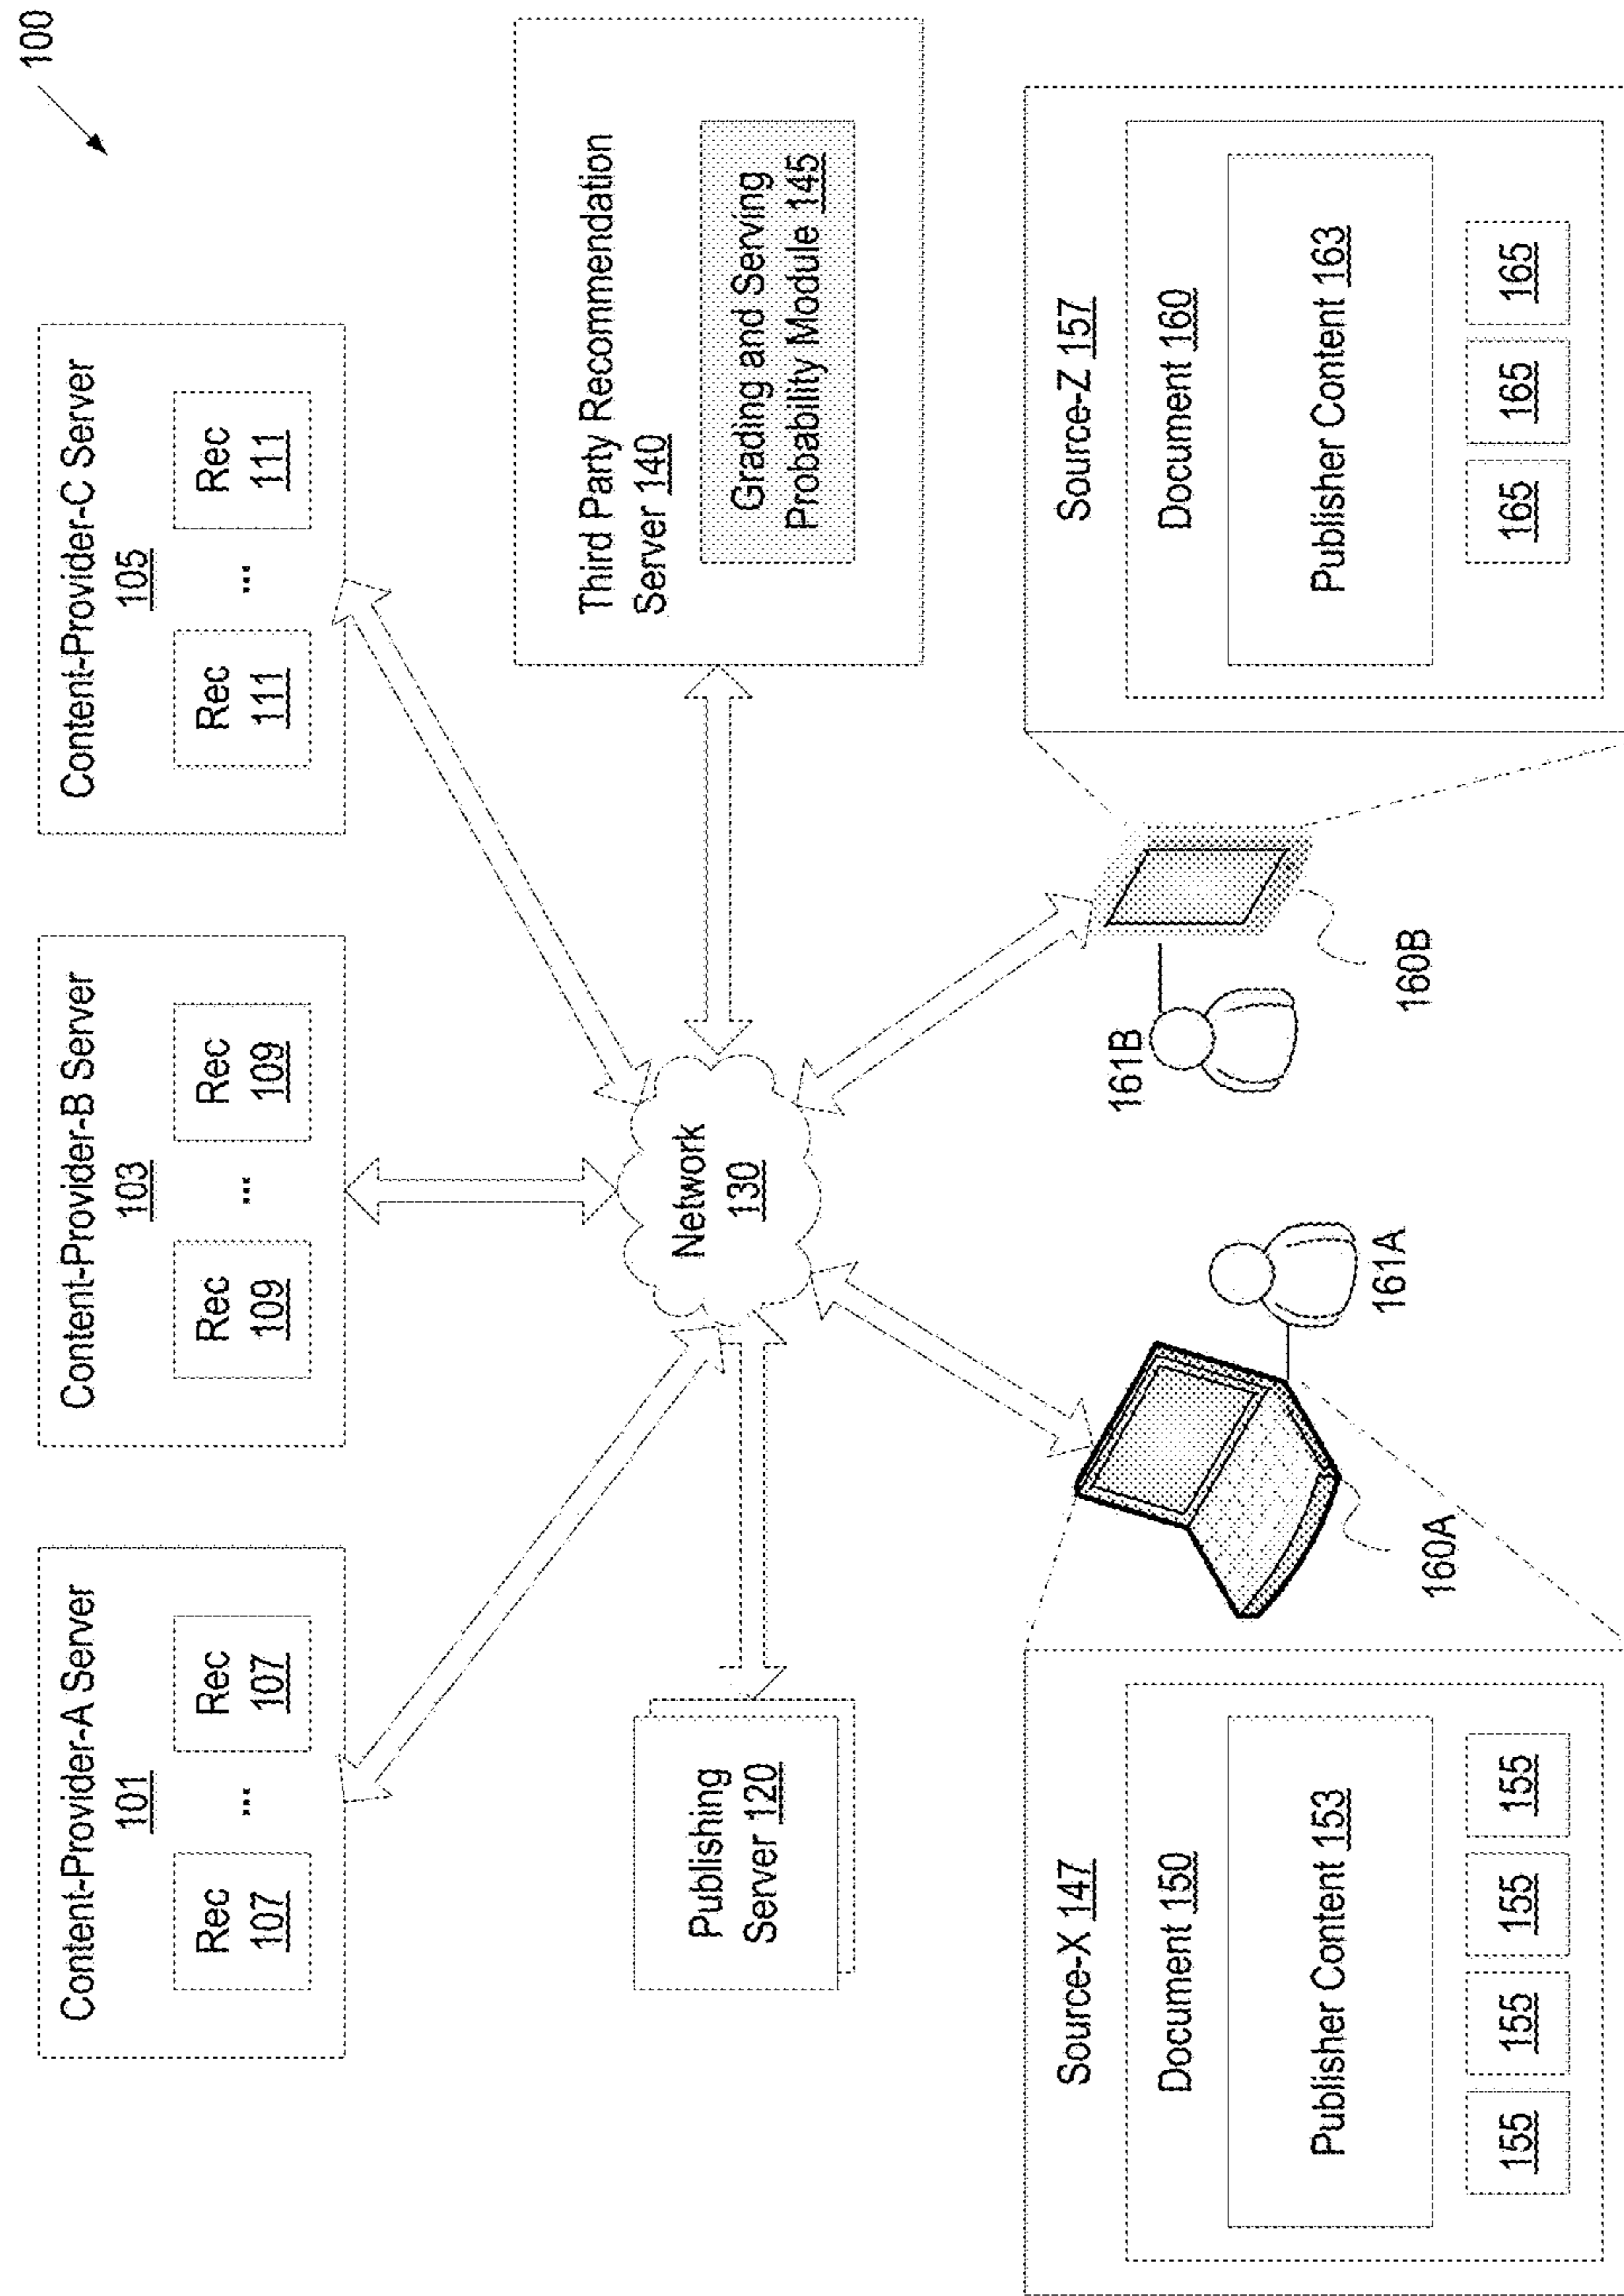 100
Content-Provider-A Server
101
Rec
107
...
Rec
107
Content-Provider-B Server
103
Rec
109
...
Rec
109
Content-Provider-C Server
105
Rec
111
...
Rec
111
Publishing
Server 120
Network
130
Third Party Recommendation
Server 140
Grading and Serving
Probability Module 145
Source-X 147
Document 150
Publisher Content 153
155
155
155
155
160A
161A
161B
160B
Source-Z 157
Document 160
Publisher Content 163
165
165
165